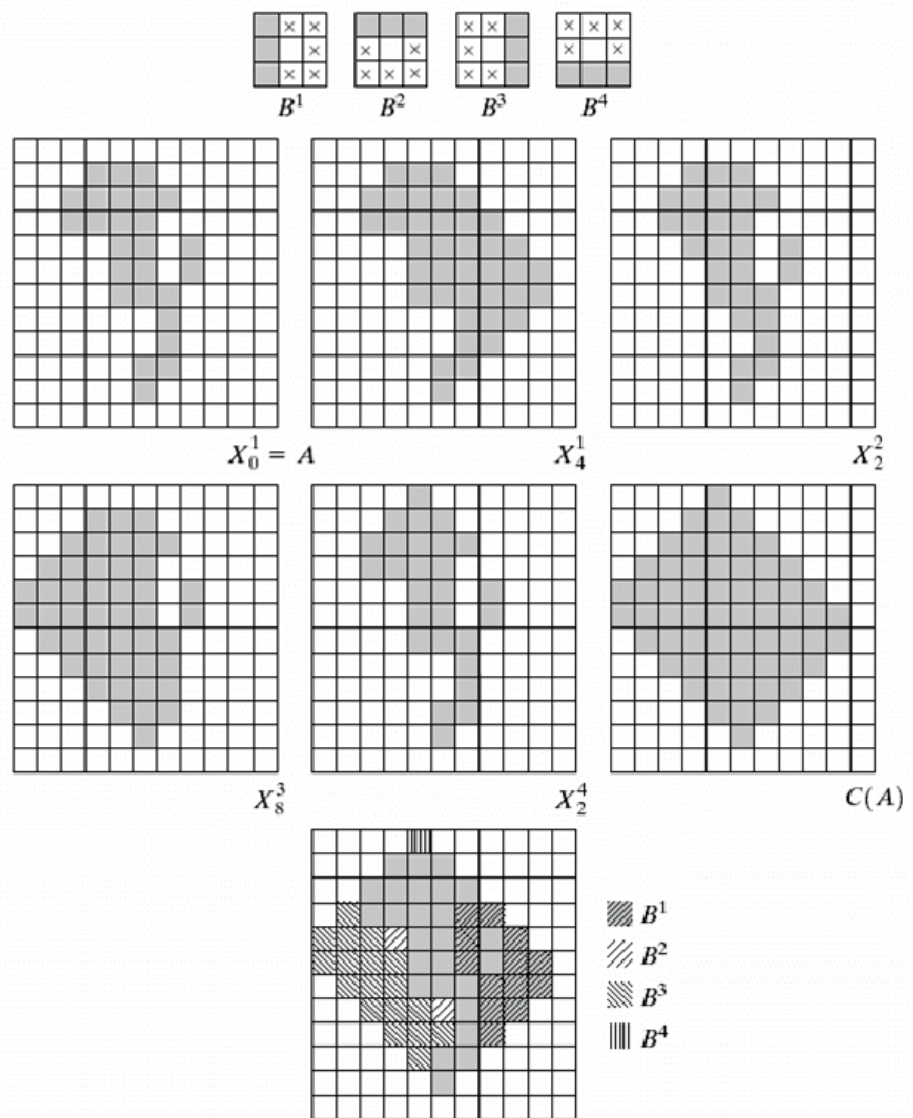 B¹ B² B³ B⁴
X₀¹ = A X₄¹ X₂²
X₈³ X₂⁴ C(A)
B¹
B²
B³
B⁴